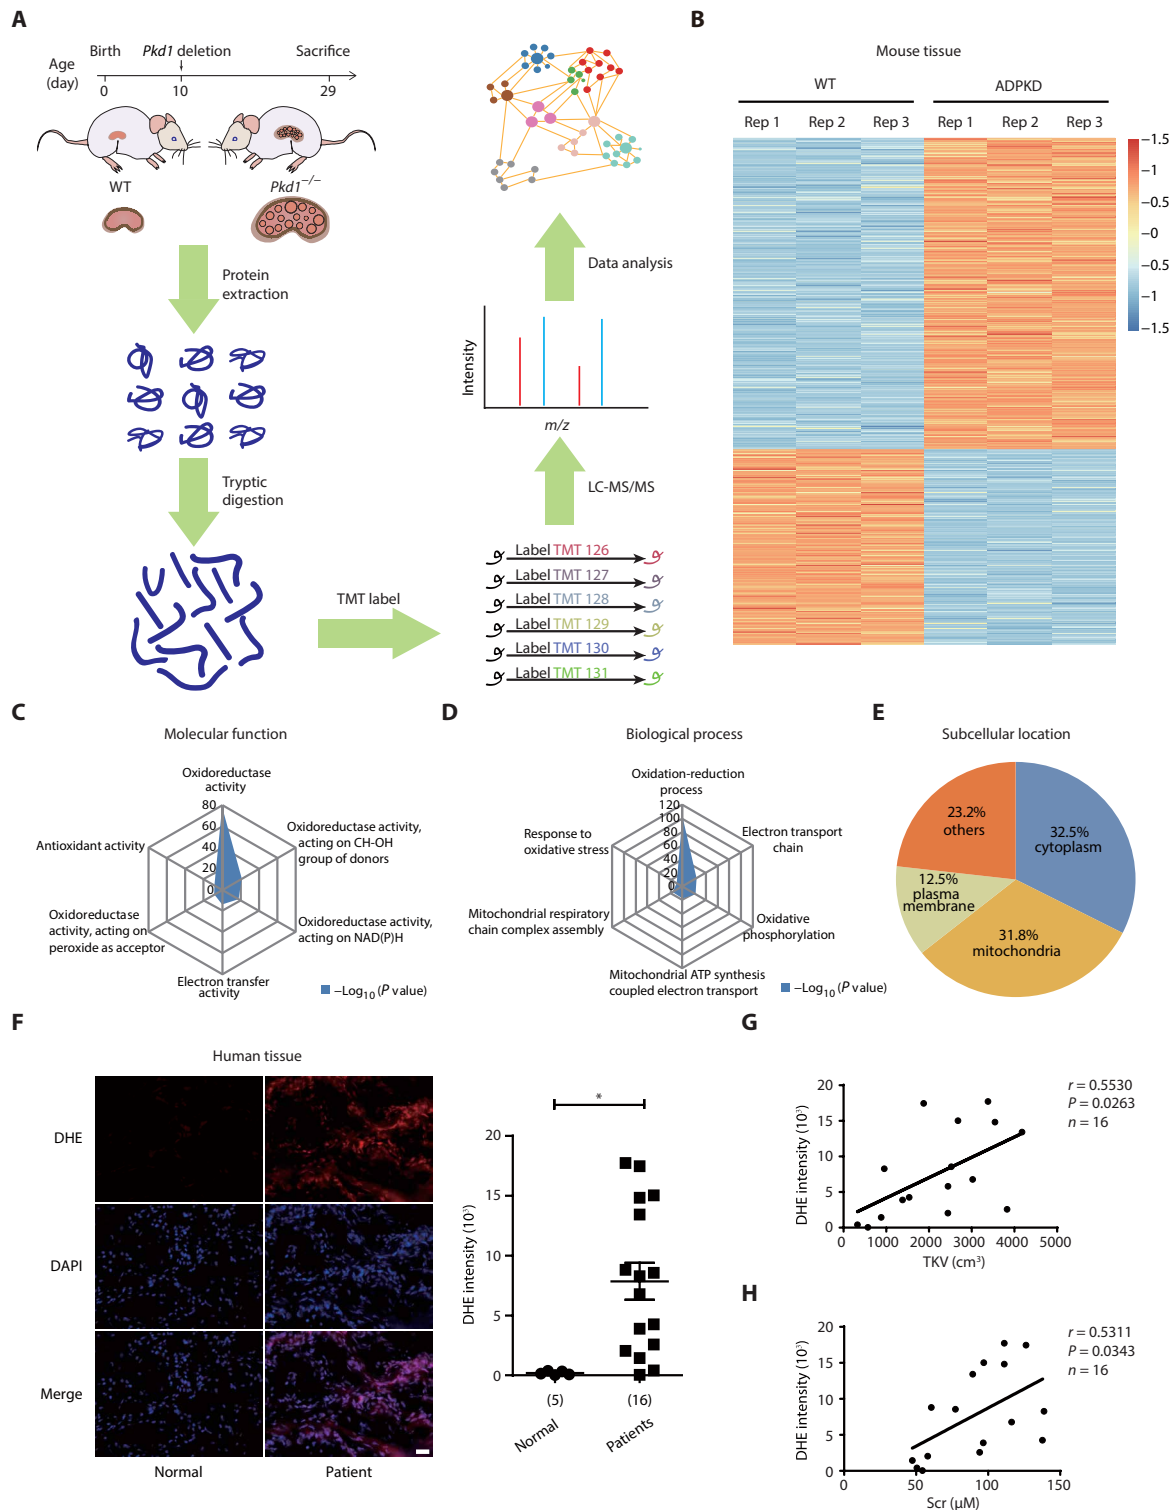 A
Birth
Pkd1 deletion
Sacrifice
Age
(day)
0
10
29
WT
Pkd1−/−
Protein
extraction
Tryptic
digestion
TMT label
Label TMT 126
Label TMT 127
Label TMT 128
Label TMT 129
Label TMT 130
Label TMT 131
LC-MS/MS
Intensity
m/z
Data analysis
B
Mouse tissue
WT
ADPKD
Rep 1
Rep 2
Rep 3
Rep 1
Rep 2
Rep 3
−1.5
−1
−0.5
−0
−0.5
−1
−1.5
C
Molecular function
Oxidoreductase
activity
80
60
40
20
0
Oxidoreductase activity,
acting on CH-OH
group of donors
Antioxidant activity
Oxidoreductase
activity, acting on
peroxide as acceptor
Oxidoreductase activity,
acting on NAD(P)H
Electron transfer
activity
−Log10 (P value)
D
Biological process
Oxidation-reduction
process
120
100
80
60
40
20
0
Response to
oxidative stress
Electron transport
chain
Mitochondrial respiratory
chain complex assembly
Oxidative
phosphorylation
Mitochondrial ATP synthesis
coupled electron transport
−Log10 (P value)
E
Subcellular location
23.2%
others
32.5%
cytoplasm
12.5%
plasma
membrane
31.8%
mitochondria
F
Human tissue
DHE
DAPI
Merge
Normal
Patient
*
DHE intensity (10³)
20
15
10
5
0
(5)
(16)
Normal
Patients
G
DHE intensity (10³)
20
15
10
5
0
0
1000
2000
3000
4000
5000
TKV (cm³)
r = 0.5530
P = 0.0263
n = 16
H
DHE intensity (10³)
20
15
10
5
0
0
50
100
150
Scr (μM)
r = 0.5311
P = 0.0343
n = 16